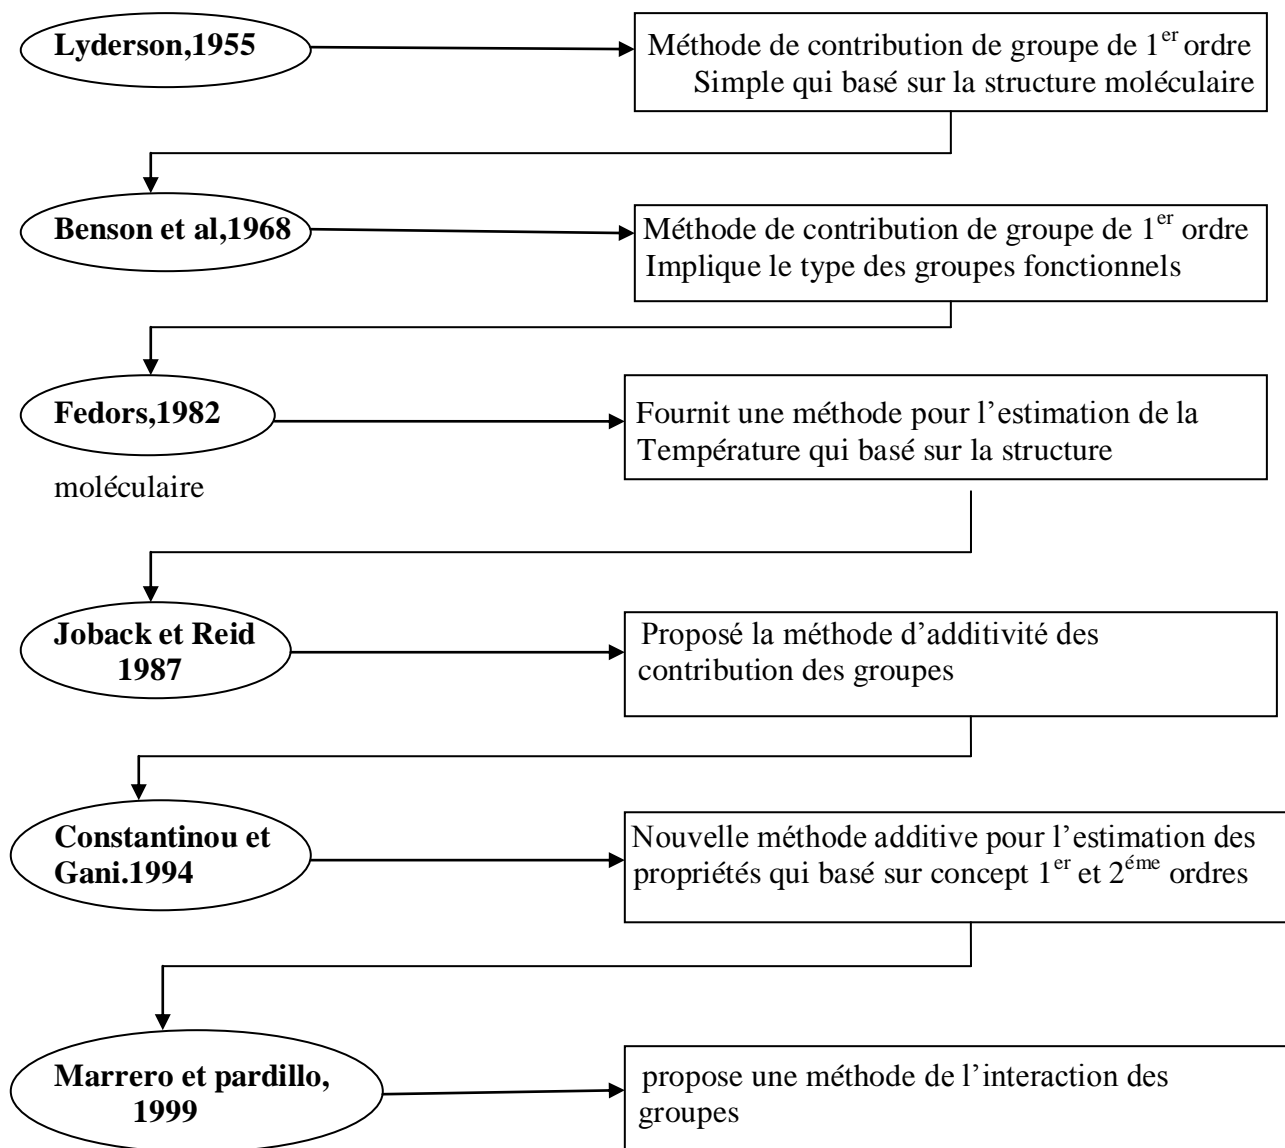 Lyderson,1955
Méthode de contribution de groupe de 1er ordre
Simple qui basé sur la structure moléculaire
Benson et al,1968
Méthode de contribution de groupe de 1er ordre
Implique le type des groupes fonctionnels
Fedors,1982
Fournit une méthode pour l’estimation de la
Température qui basé sur la structure
moléculaire
Joback et Reid
1987
Proposé la méthode d’additivité des
contribution des groupes
Constantinou et
Gani.1994
Nouvelle méthode additive pour l’estimation des
propriétés qui basé sur concept 1er et 2éme ordres
Marrero et pardillo,
1999
propose une méthode de l’interaction des
groupes